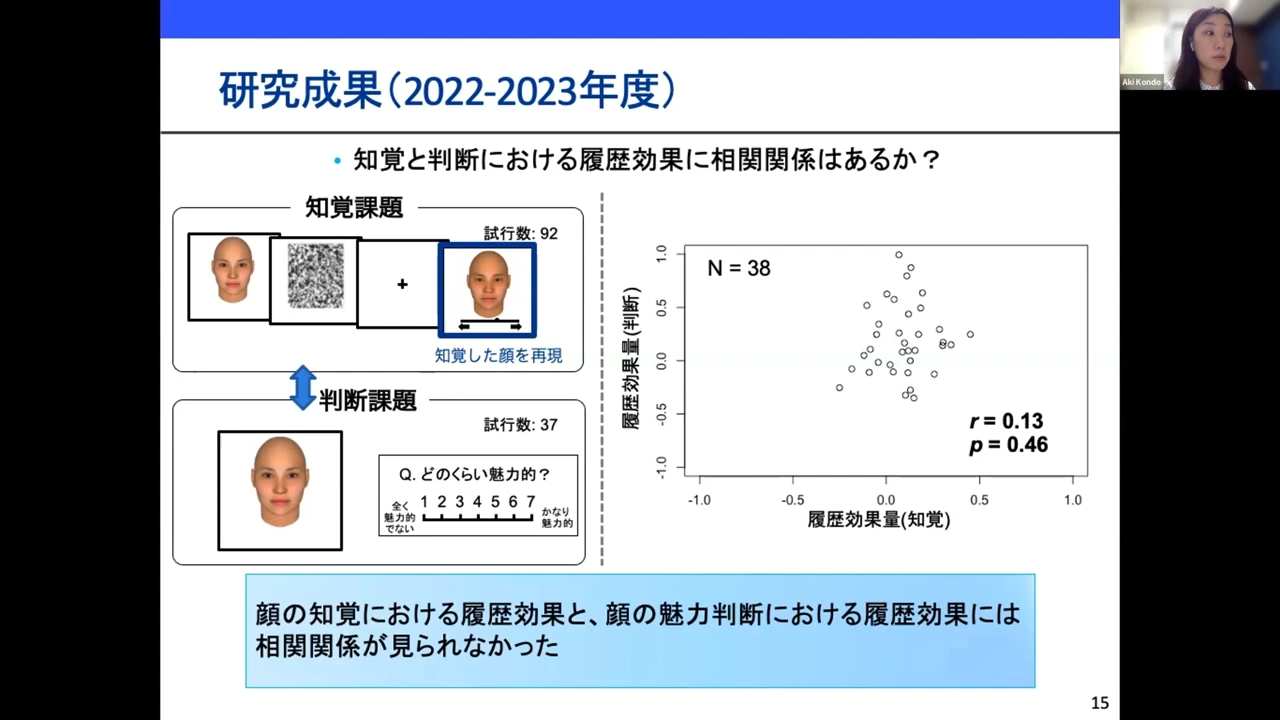 Aki Kondo
研究成果(2022-2023年度)
• 知覚と判断における履歴効果に相関関係はあるか？
知覚課題
試行数: 92
+
知覚した顔を再現
判断課題
試行数: 37
Q. どのくらい魅力的？
1 2 3 4 5 6 7
全く
魅力的
でない
かなり
魅力的
N = 38
履歴効果量(判断)
1.0
0.5
0.0
-0.5
-1.0
r = 0.13
p = 0.46
-1.0 -0.5 0.0 0.5 1.0
履歴効果量(知覚)
顔の知覚における履歴効果と、顔の魅力判断における履歴効果には
相関関係が見られなかった
15